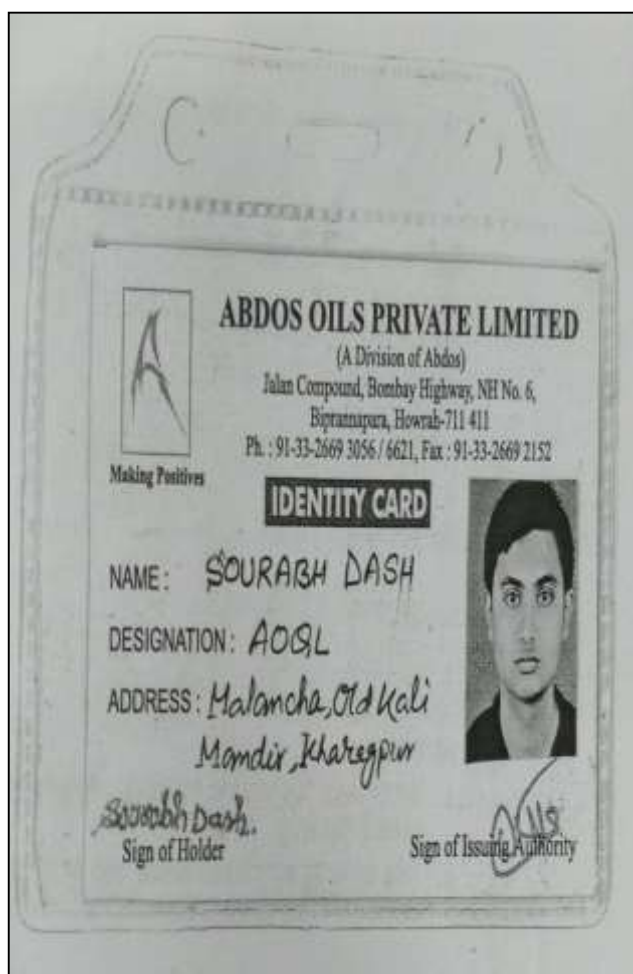 ABDOS OILS PRIVATE LIMITED
(A Division of Abdos)
Jalan Compound, Bombay Highway, NH No. 6,
Biprannapara, Howrah-711 411
Ph. : 91-33-2669 3056 / 6621, Fax : 91-33-2669 2152
Making Positives
IDENTITY CARD
NAME : SOURABH DASH
DESIGNATION : AOQL
ADDRESS : Malancha, Old Kali
Mandir, Kharagpur
Sourabh Dash.
Sign of Holder
Sign of Issuing Authority